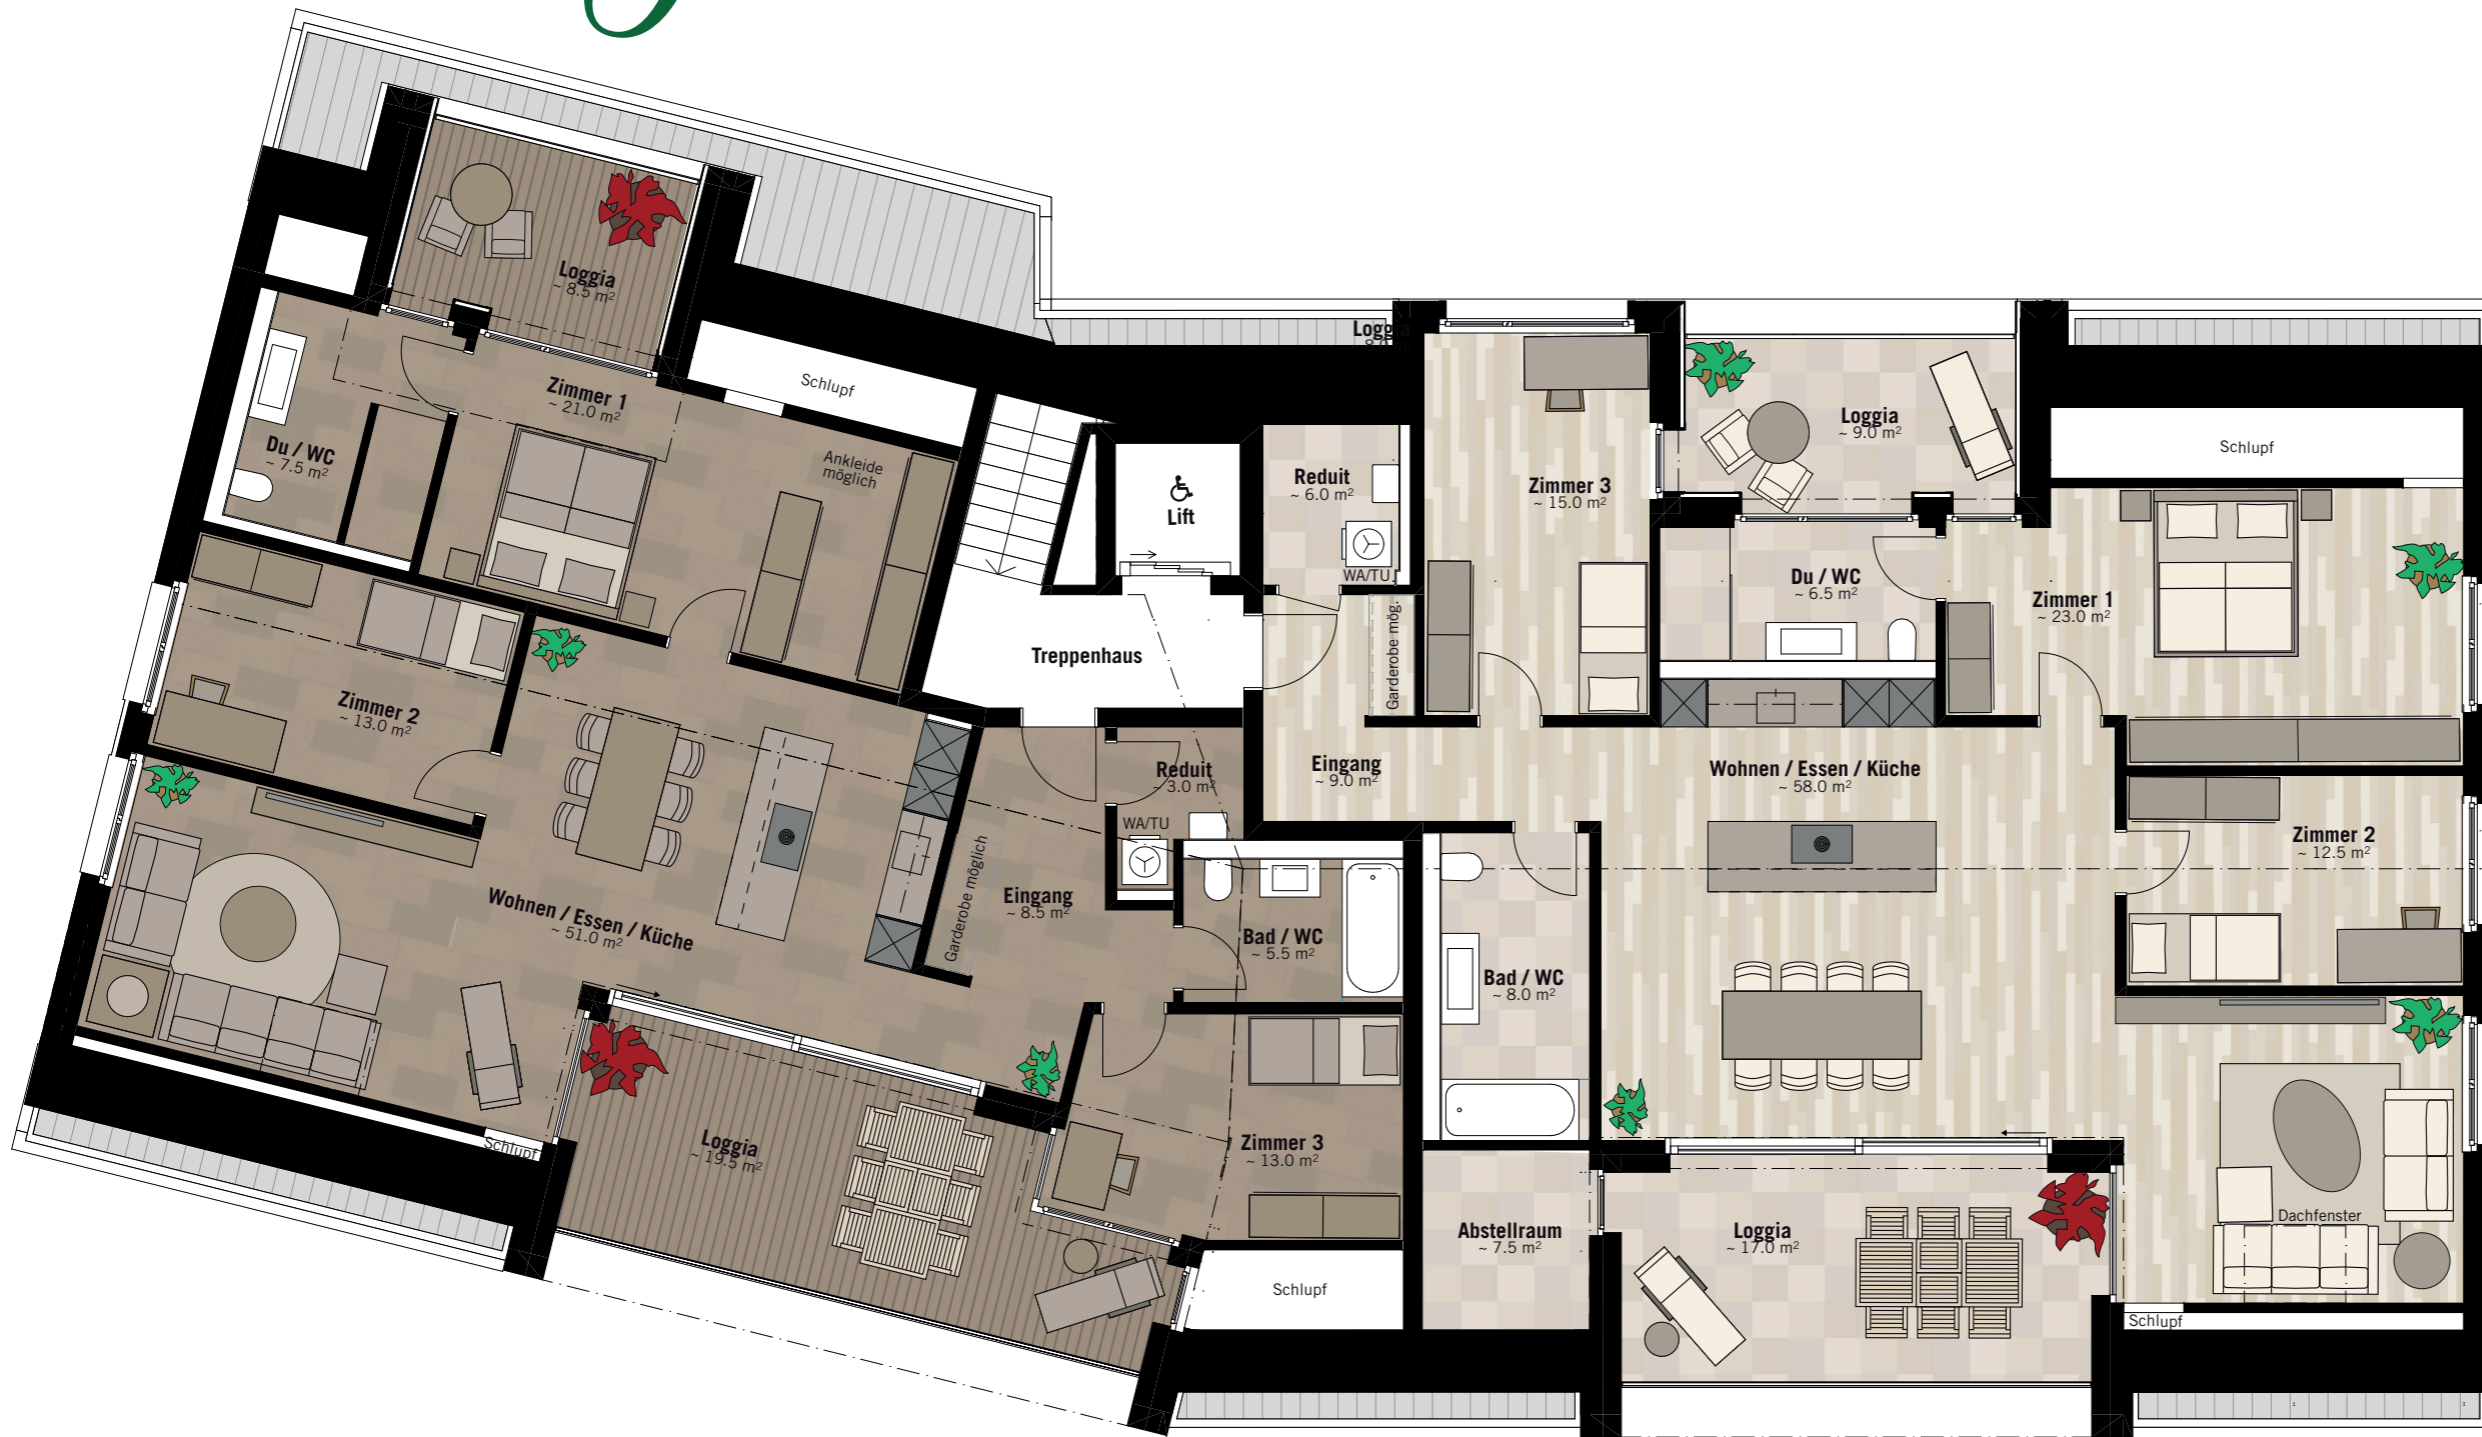 Loggia
~ 8.5 m²
Zimmer 1
~ 21.0 m²
Schlupf
Du / WC
~ 7.5 m²
Ankleide
möglich
Zimmer 2
~ 13.0 m²
Wohnen / Essen / Küche
~ 51.0 m²
Schlupf
Loggia
~ 19.5 m²
Garderobe möglich
Eingang
~ 8.5 m²
Reduit
~ 3.0 m²
WA/TU
Bad / WC
~ 5.5 m²
Zimmer 3
~ 13.0 m²
Schlupf
Treppenhaus
Lift
Loggia
Reduit
~ 6.0 m²
WA/TU
Garderobe mög.
Eingang
~ 9.0 m²
Zimmer 3
~ 15.0 m²
Loggia
~ 9.0 m²
Du / WC
~ 6.5 m²
Schlupf
Zimmer 1
~ 23.0 m²
Wohnen / Essen / Küche
~ 58.0 m²
Zimmer 2
~ 12.5 m²
Bad / WC
~ 8.0 m²
Abstellraum
~ 7.5 m²
Loggia
~ 17.0 m²
Dachfenster
Schlupf